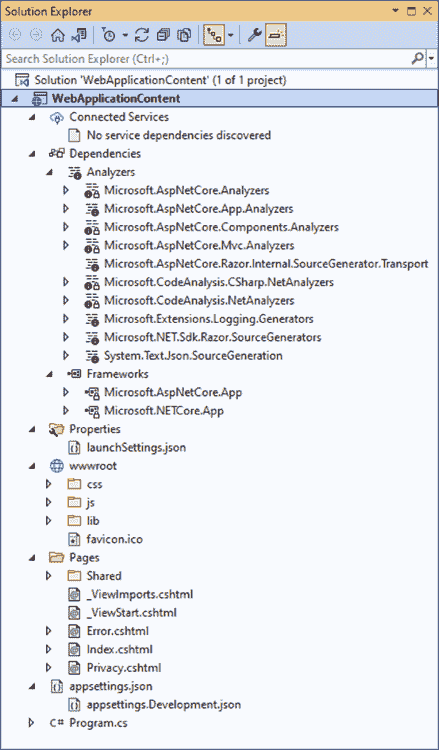 Solution Explorer
Search Solution Explorer (Ctrl+;)
Solution 'WebApplicationContent' (1 of 1 project)
WebApplicationContent
Connected Services
No service dependencies discovered
Dependencies
Analyzers
Microsoft.AspNetCore.Analyzers
Microsoft.AspNetCore.App.Analyzers
Microsoft.AspNetCore.Components.Analyzers
Microsoft.AspNetCore.Mvc.Analyzers
Microsoft.AspNetCore.Razor.Internal.SourceGenerator.Transport
Microsoft.CodeAnalysis.CSharp.NetAnalyzers
Microsoft.CodeAnalysis.NetAnalyzers
Microsoft.Extensions.Logging.Generators
Microsoft.NET.Sdk.Razor.SourceGenerators
System.Text.Json.SourceGeneration
Frameworks
Microsoft.AspNetCore.App
Microsoft.NETCore.App
Properties
launchSettings.json
wwwroot
css
js
lib
favicon.ico
Pages
Shared
_ViewImports.cshtml
_ViewStart.cshtml
Error.cshtml
Index.cshtml
Privacy.cshtml
appsettings.json
appsettings.Development.json
C# Program.cs